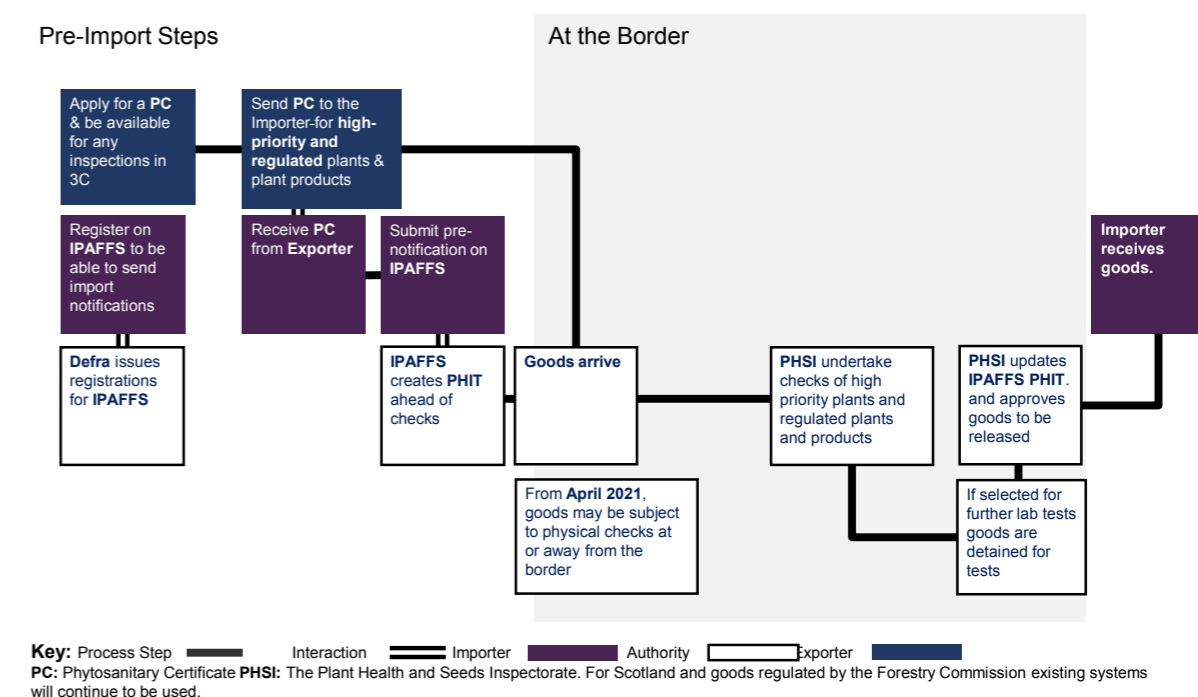 Pre-Import Steps
At the Border
Apply for a PC
& be available
for any
inspections in
3C
Send PC to the
Importer-for high-
priority and
regulated plants &
plant products
Register on
IPAFFS to be
able to send
import
notifications
Receive PC
from Exporter
Submit pre-
notification on
IPAFFS
Importer
receives
goods.
Defra issues
registrations
for IPAFFS
IPAFFS
creates PHIT
ahead of
checks
Goods arrive
PHSI undertake
checks of high
priority plants and
regulated plants
and products
PHSI updates
IPAFFS PHIT.
and approves
goods to be
released
From April 2021,
goods may be subject
to physical checks at
or away from the
border
If selected for
further lab tests
goods are
detained for
tests
Key: Process Step Interaction Importer Authority Exporter
PC: Phytosanitary Certificate PHSI: The Plant Health and Seeds Inspectorate. For Scotland and goods regulated by the Forestry Commission existing systems
will continue to be used.